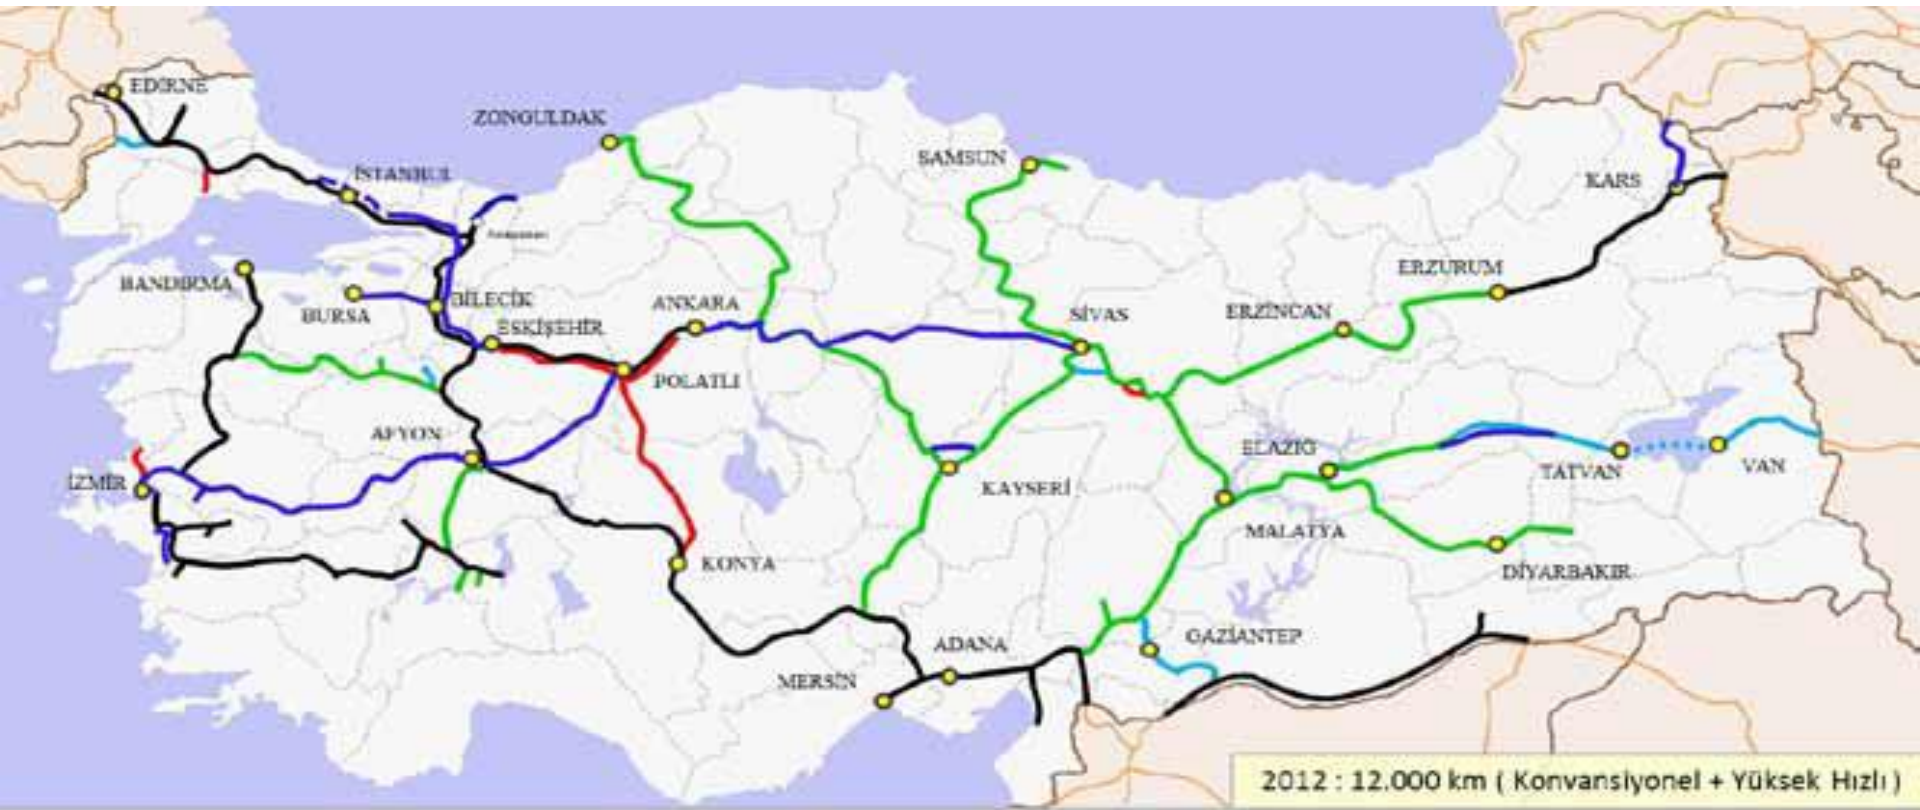 EDİRNE
ZONGULDAK
SAMSUN
İSTANBUL
KARS
BANDIRMA
BURSA
BİLECİK
ESKİŞEHİR
ANKARA
SİVAS
ERZİNCAN
ERZURUM
POLATLI
AFYON
İZMİR
KAYSERİ
ELAZIĞ
MALATYA
TATVAN
VAN
DİYARBAKIR
KONYA
ADANA
MERSİN
GAZİANTEP
2012 : 12.000 km ( Konvansiyonel + Yüksek Hızlı )